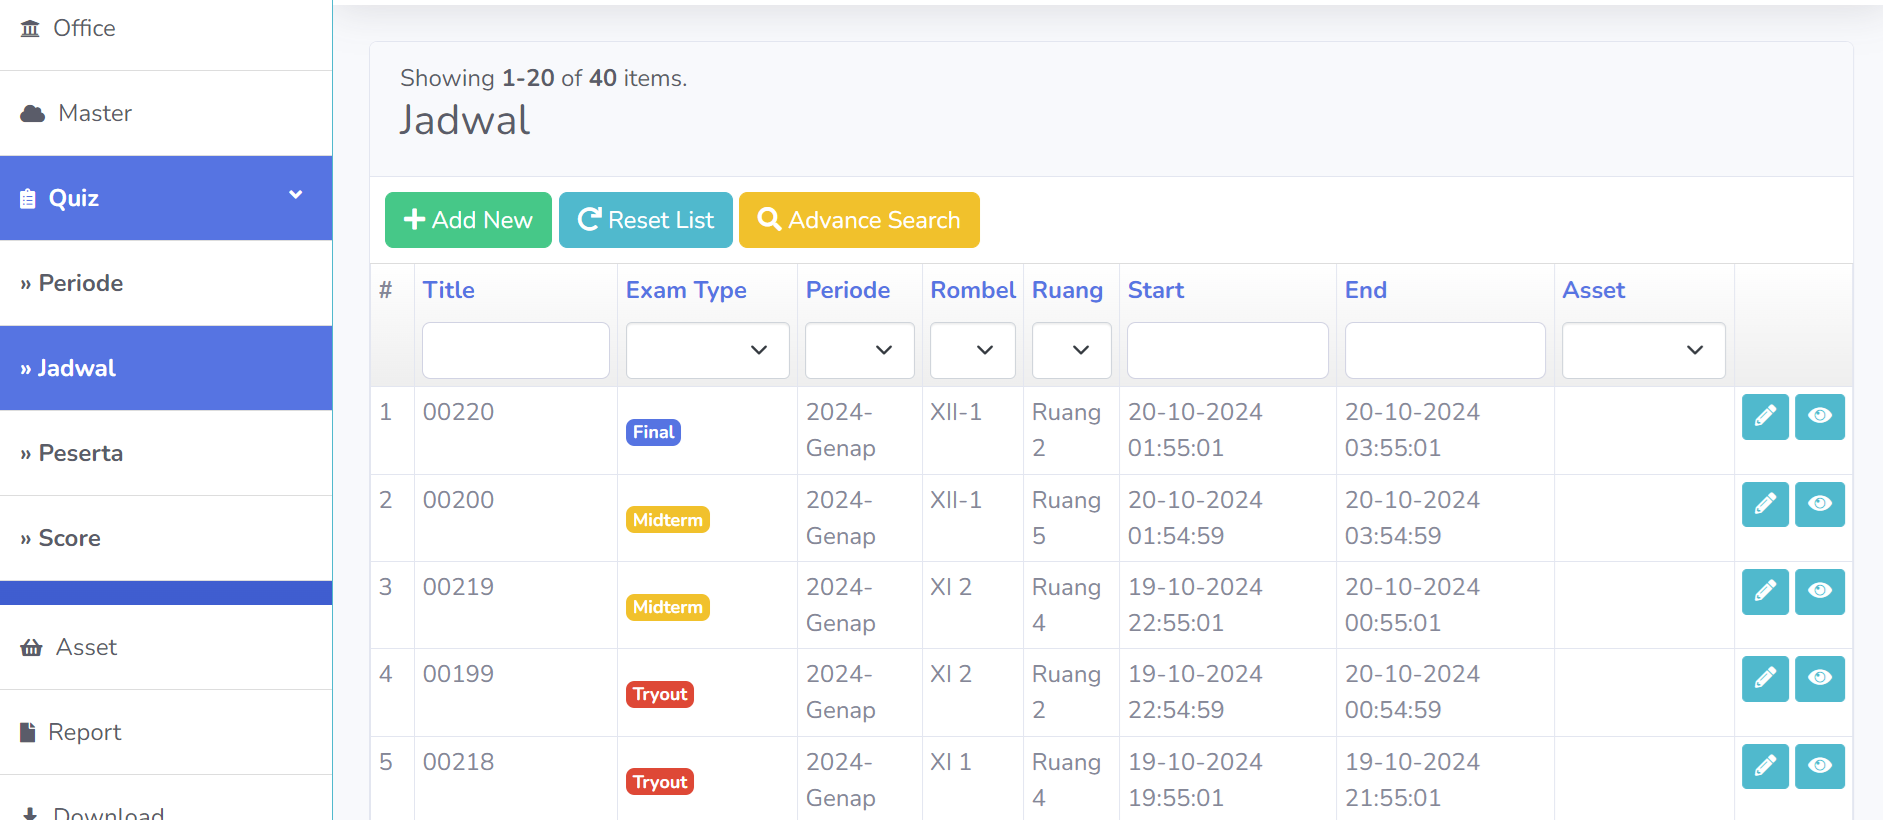 Office
Master
Quiz
» Periode
» Jadwal
» Peserta
» Score
Asset
Report
Download
Showing 1-20 of 40 items.
Jadwal
Add New Reset List Advance Search
# Title Exam Type Periode Rombel Ruang Start End Asset
1 00220 Final 2024- XII-1 Ruang 20-10-2024 20-10-2024
Genap 2 01:55:01 03:55:01
2 00200 Midterm 2024- XII-1 Ruang 20-10-2024 20-10-2024
Genap 5 01:54:59 03:54:59
3 00219 Midterm 2024- XI 2 Ruang 19-10-2024 20-10-2024
Genap 4 22:55:01 00:55:01
4 00199 Tryout 2024- XI 2 Ruang 19-10-2024 20-10-2024
Genap 2 22:54:59 00:54:59
5 00218 Tryout 2024- XI 1 Ruang 19-10-2024 19-10-2024
Genap 4 19:55:01 21:55:01